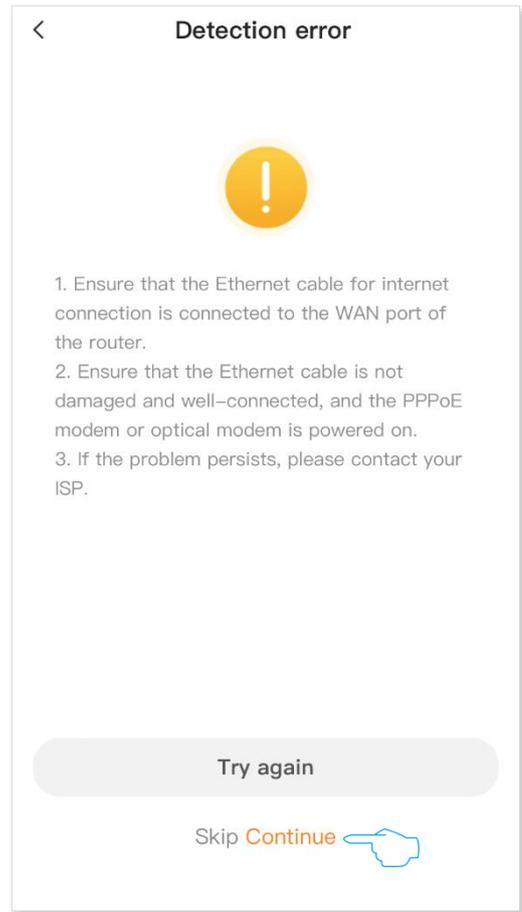 Detection error
1. Ensure that the Ethernet cable for internet
connection is connected to the WAN port of
the router.
2. Ensure that the Ethernet cable is not
damaged and well-connected, and the PPPoE
modem or optical modem is powered on.
3. If the problem persists, please contact your
ISP.
Try again
Skip Continue